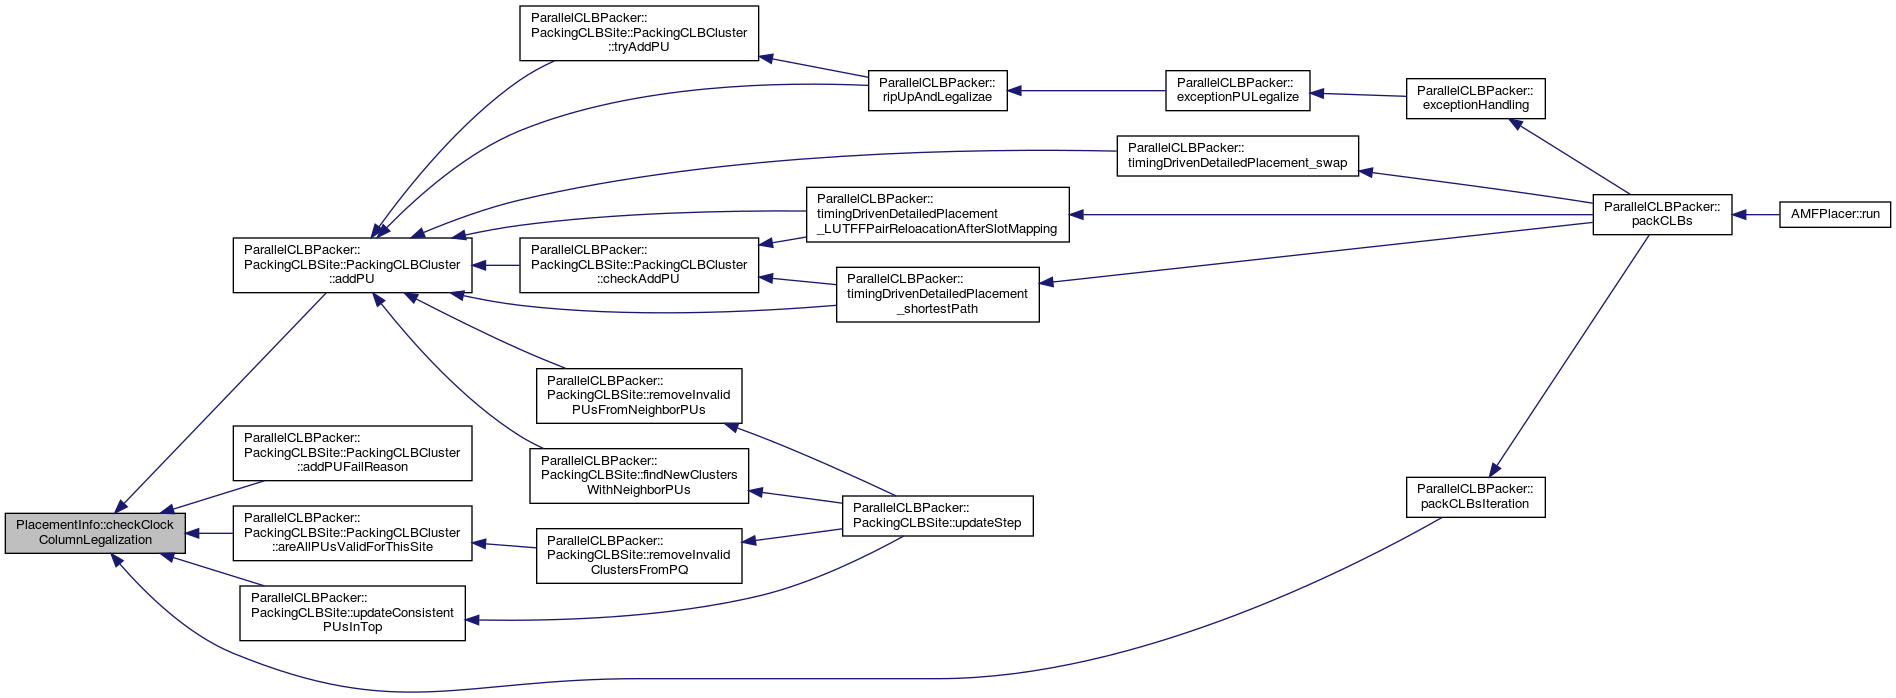 ParallelCLBPacker::
PackingCLBSite::PackingCLBCluster
::tryAddPU
ParallelCLBPacker::
ripUpAndLegalizae
ParallelCLBPacker::
exceptionPULegalize
ParallelCLBPacker::
exceptionHandling
ParallelCLBPacker::
timingDrivenDetailedPlacement_swap
ParallelCLBPacker::
timingDrivenDetailedPlacement
_LUTFFPairReloacationAfterSlotMapping
ParallelCLBPacker::
packCLBs
AMFPlacer::run
ParallelCLBPacker::
PackingCLBSite::PackingCLBCluster
::addPU
ParallelCLBPacker::
PackingCLBSite::PackingCLBCluster
::checkAddPU
ParallelCLBPacker::
timingDrivenDetailedPlacement
_shortestPath
ParallelCLBPacker::
PackingCLBSite::removeInvalid
PUsFromNeighborPUs
ParallelCLBPacker::
PackingCLBSite::PackingCLBCluster
::addPUFailReason
ParallelCLBPacker::
PackingCLBSite::findNewClusters
WithNeighborPUs
ParallelCLBPacker::
packCLBsIteration
ParallelCLBPacker::
PackingCLBSite::updateStep
PlacementInfo::checkClock
ColumnLegalization
ParallelCLBPacker::
PackingCLBSite::PackingCLBCluster
::areAllPUsValidForThisSite
ParallelCLBPacker::
PackingCLBSite::removeInvalid
ClustersFromPQ
ParallelCLBPacker::
PackingCLBSite::updateConsistent
PUsInTop